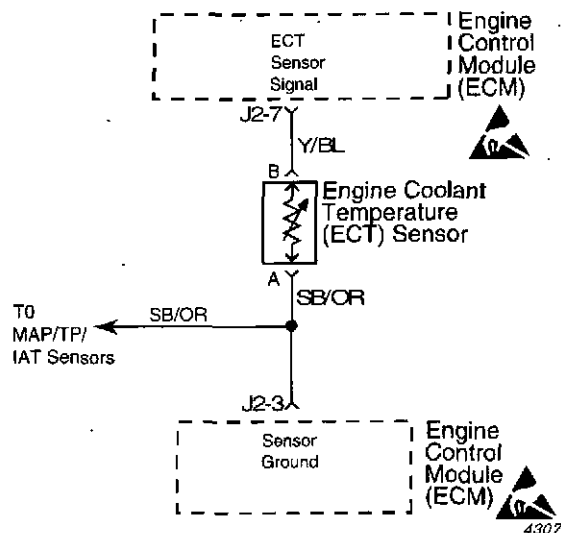 ECT
Sensor
Signal
Engine
Control
Module
(ECM)
J2-7
Y/BL
B
Engine Coolant
Temperature
(ECT) Sensor
A
SB/OR
T0
MAP/TP/
IAT Sensors
SB/OR
J2-3
Sensor
Ground
Engine
Control
Module
(ECM)
4307